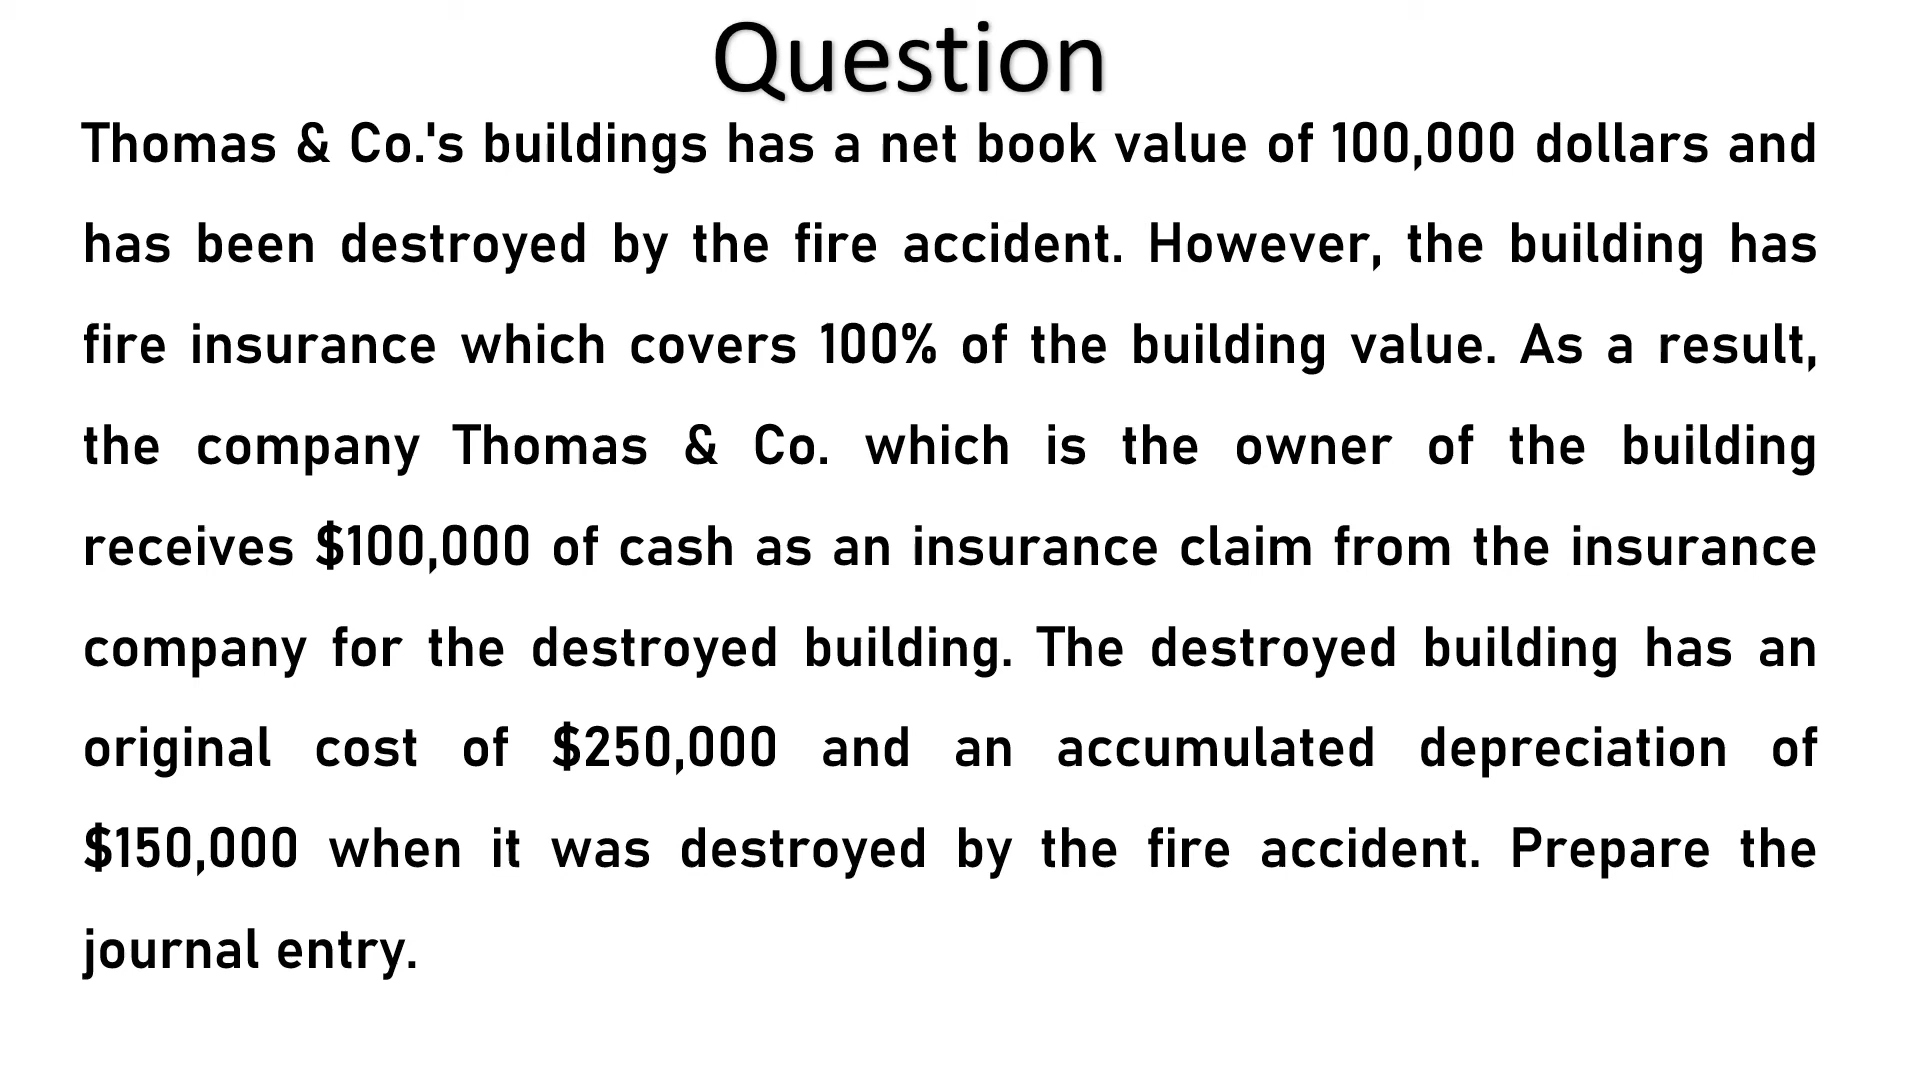 Question
Thomas & Co.'s buildings has a net book value of 100,000 dollars and
has been destroyed by the fire accident. However, the building has
fire insurance which covers 100% of the building value. As a result,
the company Thomas & Co. which is the owner of the building
receives $100,000 of cash as an insurance claim from the insurance
company for the destroyed building. The destroyed building has an
original cost of $250,000 and an accumulated depreciation of
$150,000 when it was destroyed by the fire accident. Prepare the
journal entry.